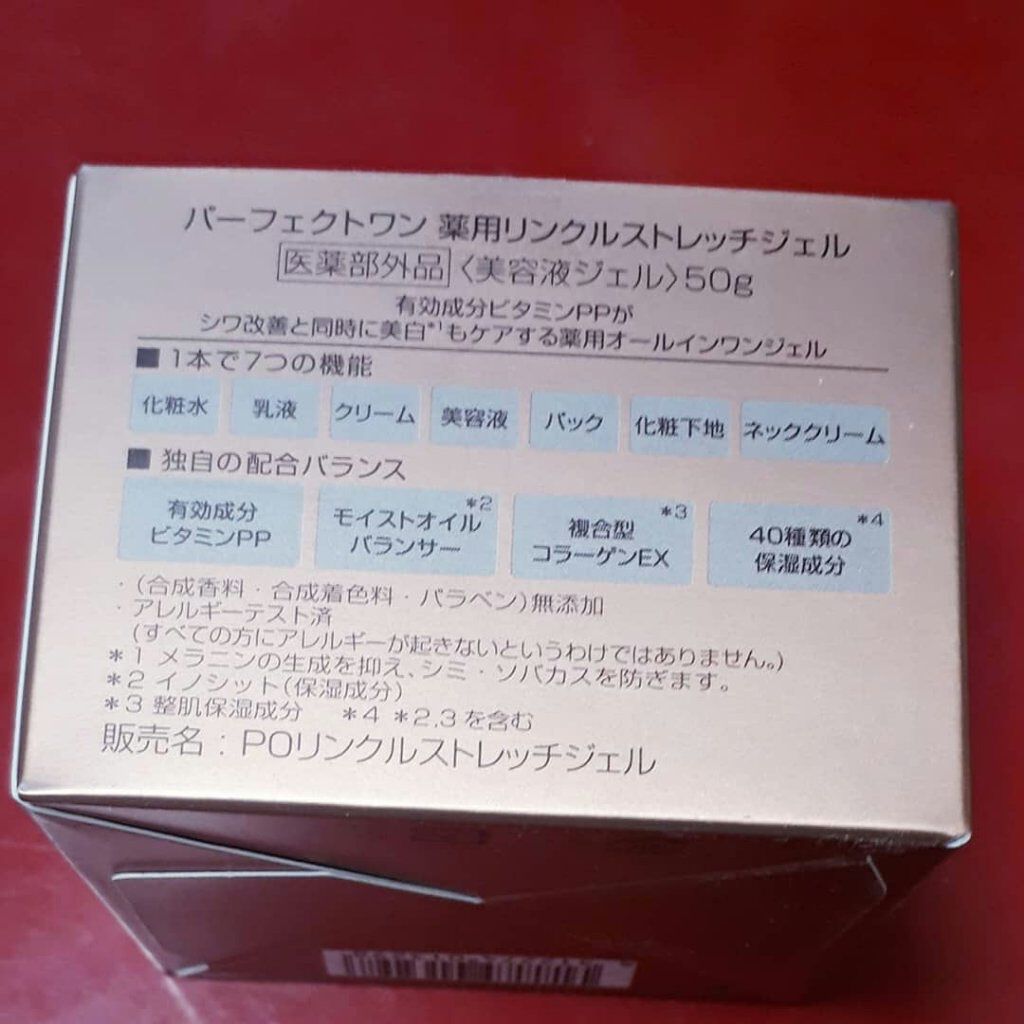 パーフェクトワン 薬用リンクルストレッチジェル
医薬部外品〈美容液ジェル〉50g
有効成分ビタミンPPが
シワ改善と同時に美白*1もケアする薬用オールインワンジェル
■1本で7つの機能
化粧水 乳液 クリーム 美容液 パック 化粧下地 ネッククリーム
■独自の配合バランス
有効成分
ビタミンPP
*2
モイストオイル
バランサー
*3
複合型
コラーゲンEX
*4
40種類の
保湿成分
・(合成香料・合成着色料・パラベン)無添加
・アレルギーテスト済
(すべての方にアレルギーが起きないというわけではありません。)
*1 メラニンの生成を抑え、シミ・ソバカスを防ぎます。
*2 イノシット(保湿成分)
*3 整肌保湿成分 *4 *2,3を含む
販売名：POリンクルストレッチジェル